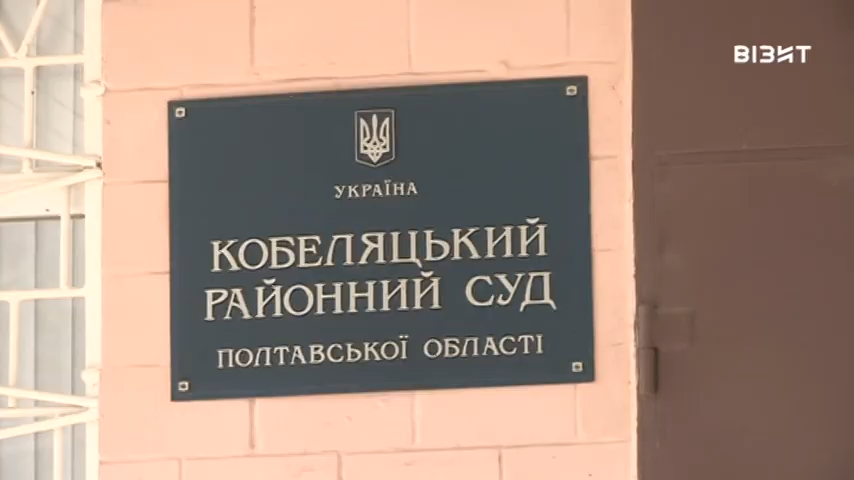 ВІЗИТ
УКРАЇНА
КОБЕЛЯЦЬКИЙ
РАЙОННИЙ СУД
ПОЛТАВСЬКОЇ ОБЛАСТІ